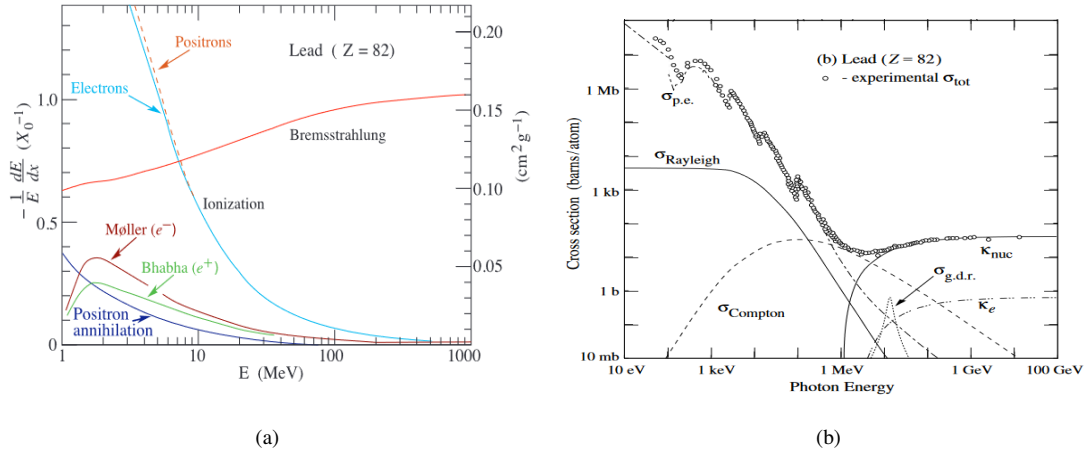 Positrons
Lead ( Z = 82)
Electrons
Bremsstrahlung
Ionization
Møller (e⁻)
Bhabha (e⁺)
Positron
annihilation
− 1/E dE/dx (X₀⁻¹)
(cm² g⁻¹)
0
0.5
1.0
0.05
0.10
0.15
0.20
1
10
100
1000
E (MeV)
(a)
(b) Lead (Z = 82)
o - experimental σtot
σp.e.
σRayleigh
σCompton
κnuc
σg.d.r.
κe
Cross section (barns/atom)
1 Mb
1 kb
1 b
10 mb
10 eV
1 keV
1 MeV
1 GeV
100 GeV
Photon Energy
(b)